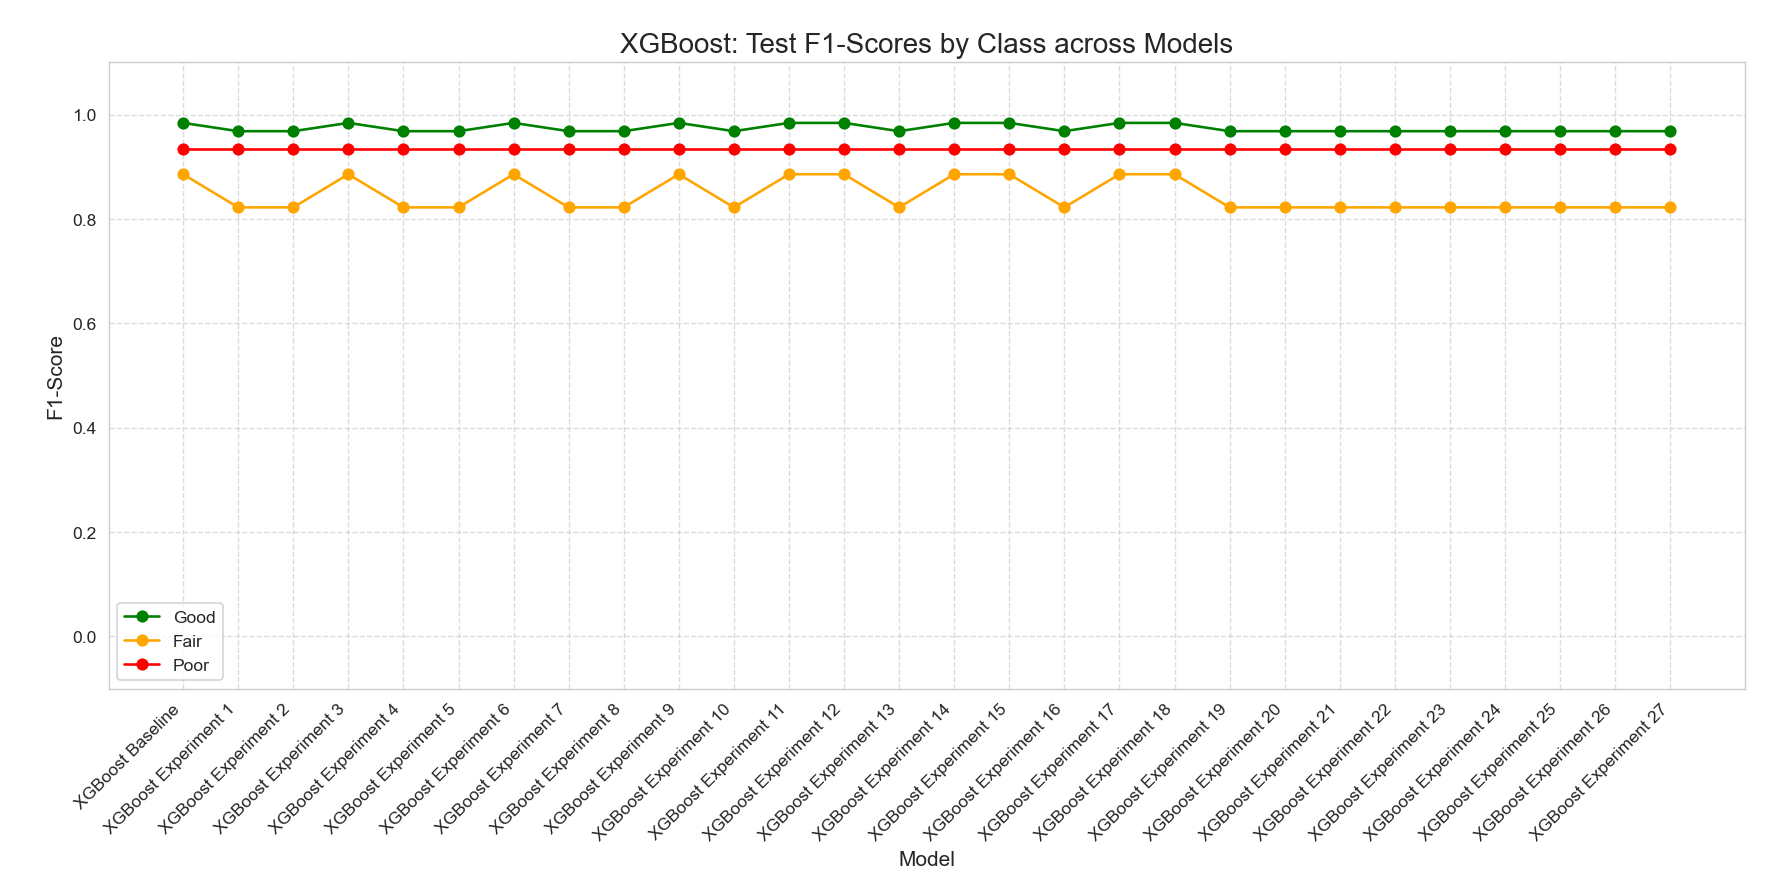 XGBoost: Test F1-Scores by Class across Models
F1-Score
1.0
0.8
0.6
0.4
0.2
0.0
Good
Fair
Poor
XGBoost Baseline
XGBoost Experiment 1
XGBoost Experiment 2
XGBoost Experiment 3
XGBoost Experiment 4
XGBoost Experiment 5
XGBoost Experiment 6
XGBoost Experiment 7
XGBoost Experiment 8
XGBoost Experiment 9
XGBoost Experiment 10
XGBoost Experiment 11
XGBoost Experiment 12
XGBoost Experiment 13
XGBoost Experiment 14
XGBoost Experiment 15
XGBoost Experiment 16
XGBoost Experiment 17
XGBoost Experiment 18
XGBoost Experiment 19
XGBoost Experiment 20
XGBoost Experiment 21
XGBoost Experiment 22
XGBoost Experiment 23
XGBoost Experiment 24
XGBoost Experiment 25
XGBoost Experiment 26
XGBoost Experiment 27
Model